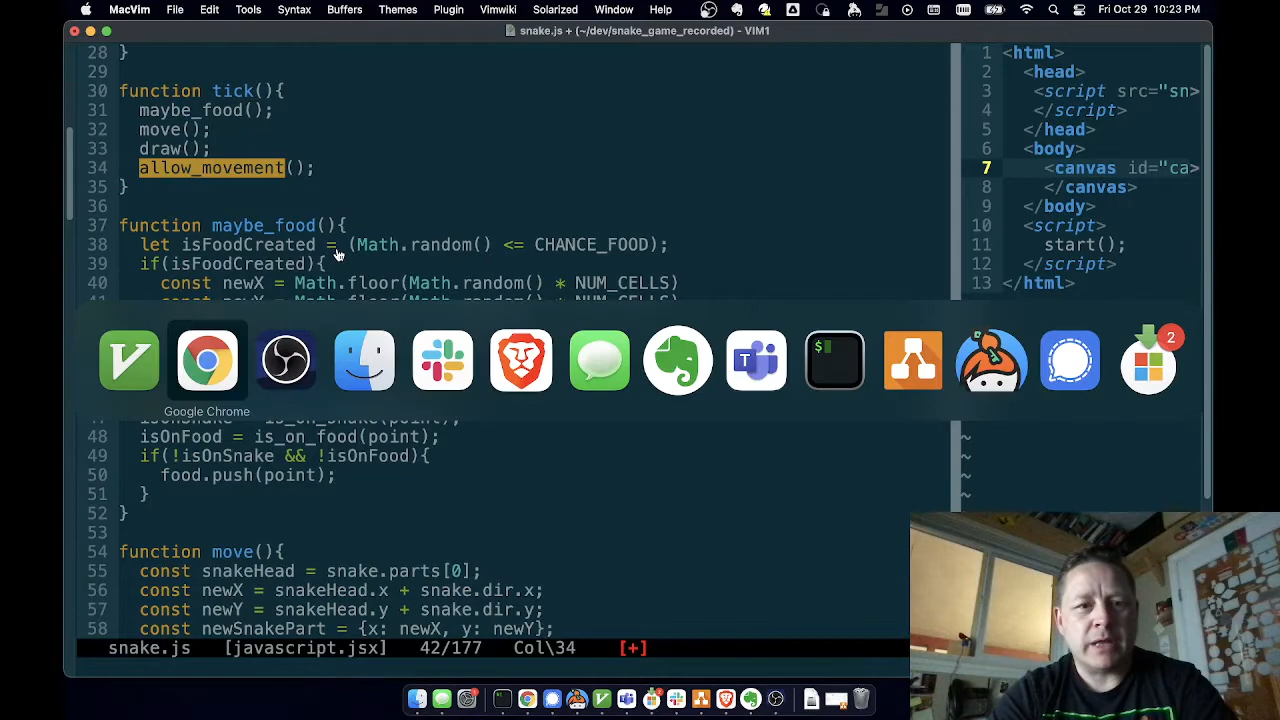 MacVim File Edit Tools Syntax Buffers Themes Plugin Vimwiki Solarized Window Help Fri Oct 29 10:23 PM
snake.js + (~/dev/snake_game_recorded) - VIM1
28 }
29
30 function tick(){
31 maybe_food();
32 move();
33 draw();
34 allow_movement();
35 }
36
37 function maybe_food(){
38 let isFoodCreated = (Math.random() <= CHANCE_FOOD);
39 if(isFoodCreated){
40 const newX = Math.floor(Math.random() * NUM_CELLS)
Google Chrome
48 isOnFood = is_on_food(point);
49 if(!isOnSnake && !isOnFood){
50 food.push(point);
51 }
52 }
53
54 function move(){
55 const snakeHead = snake.parts[0];
56 const newX = snakeHead.x + snake.dir.x;
57 const newY = snakeHead.y + snake.dir.y;
58 const newSnakePart = {x: newX, y: newY};
snake.js [javascript.jsx] 42/177 Col\34 [+]
1 <html>
2 <head>
3 <script src="sn>
4 </script>
5 </head>
6 <body>
7 <canvas id="ca>
8 </canvas>
9 </body>
10 <script>
11 start();
12 </script>
13 </html>
~
~
~
~
$
T
2